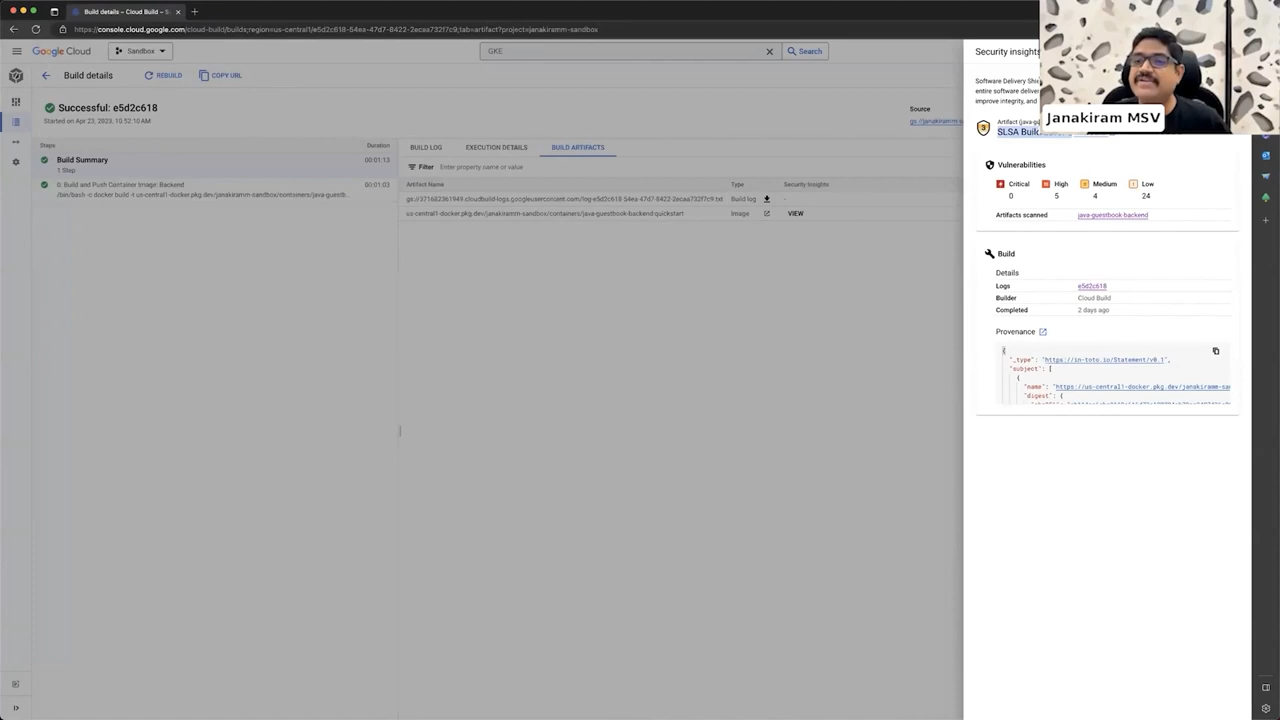 Build details – Cloud Build – S
https://console.cloud.google.com/cloud-build/builds;region=us-central1/e5d2c618-54ea-47d7-8422-2ecaa732f7c9;tab=artifact?project=janakiramm-sandbox
Google Cloud
Sandbox
GKE
Search
Build details
REBUILD
COPY URL
Successful: e5d2c618
Started on Apr 23, 2023, 10:52:10 AM
Source
gs://janakiramm-s
Steps
Duration
Build Summary
00:01:13
1 Step
0: Build and Push Container Image: Backend
00:01:03
/bin/bash -c docker build -t us-central1-docker.pkg.dev/janakiramm-sandbox/containers/java-guestb...
BUILD LOG
EXECUTION DETAILS
BUILD ARTIFACTS
Filter
Enter property name or value
Artifact Name
Type
Security Insights
gs://371682361949.cloudbuild-logs.googleusercontent.com/log-e5d2c618-54ea-47d7-8422-2ecaa732f7c9.txt
Build log
-
us-central1-docker.pkg.dev/janakiramm-sandbox/containers/java-guestbook-backend:quickstart
Image
VIEW
Security insights
Software Delivery Shie
entire software deliver
improve integrity, and
Artifact (java-gu
3
SLSA Buil
Janakiram MSV
Vulnerabilities
Critical
High
Medium
Low
0
5
4
24
Artifacts scanned
java-guestbook-backend
Build
Details
Logs
e5d2c618
Builder
Cloud Build
Completed
2 days ago
Provenance
{
"_type": "https://in-toto.io/Statement/v0.1",
"subject": [
{
"name": "https://us-central1-docker.pkg.dev/janakiramm-san
"digest": {